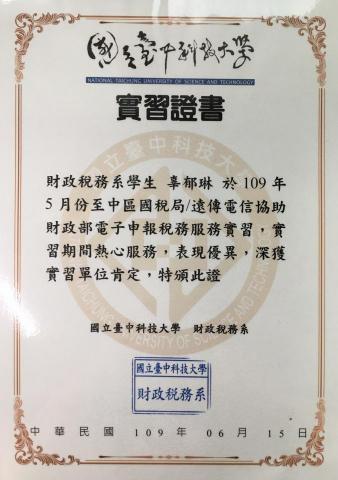 國立臺中科技大學
NATIONAL TAICHUNG UNIVERSITY OF SCIENCE AND TECHNOLOGY
實習證書
財政稅務系學生 辜郁琳 於 109 年
5 月份至中區國稅局/遠傳電信協助
財政部電子申報稅務服務實習，實
習期間熱心服務，表現優異，深獲
實習單位肯定，特頒此證
國立臺中科技大學 財政稅務系
國立臺中科技大學
財政稅務系
中華民國 109 年 06 月 15 日